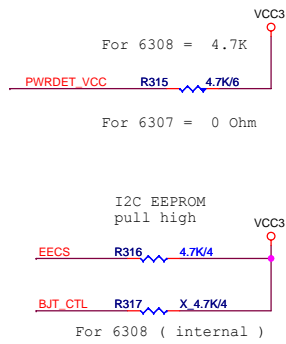 VCC3
For 6308 = 4.7K
PWRDET_VCC R315 4.7K/6
For 6307 = 0 Ohm
I2C EEPROM
pull high
VCC3
EECS R316 4.7K/4
BJT_CTL R317 X_4.7K/4
For 6308 ( internal )